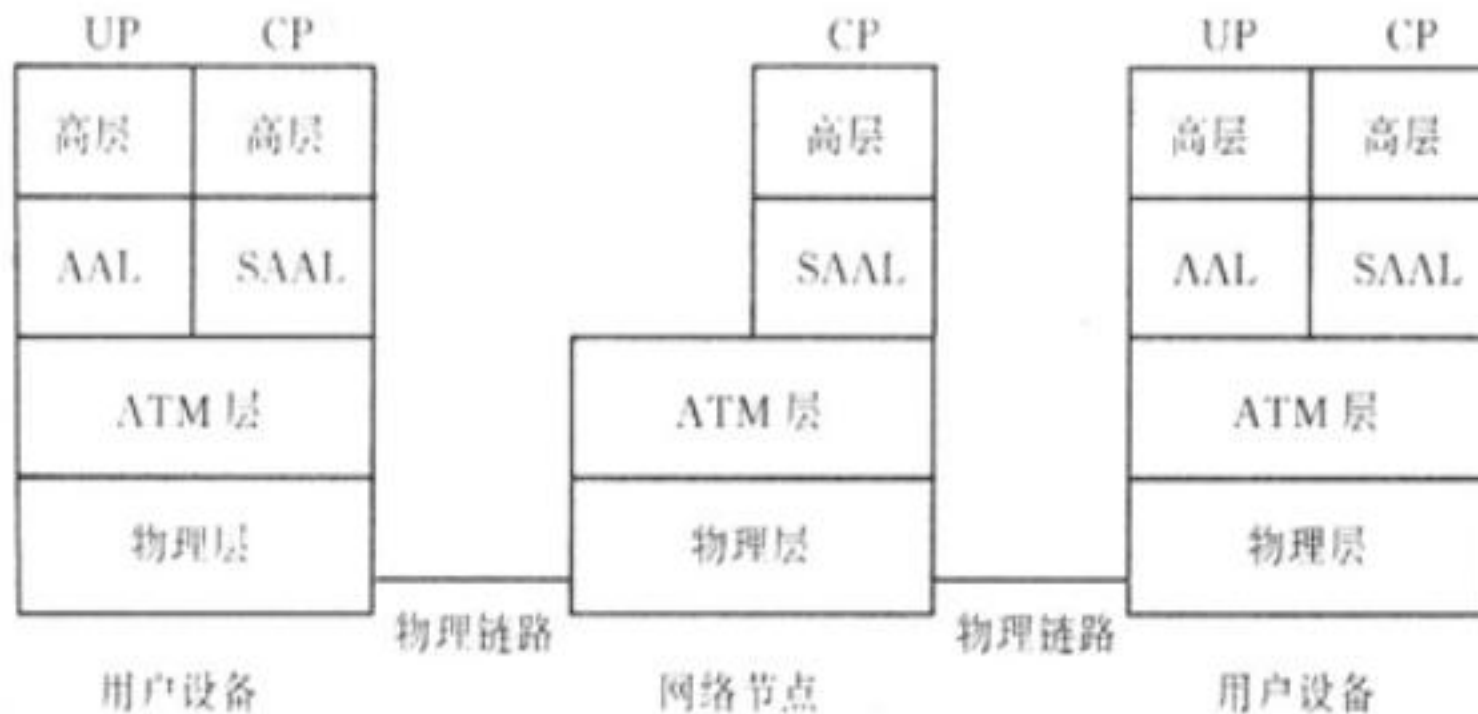 UP CP CP UP CP
高层 高层 高层 高层 高层
AAL SAAL SAAL AAL SAAL
ATM 层 ATM 层 ATM 层
物理层 物理层 物理层
物理链路 物理链路
用户设备 网络节点 用户设备